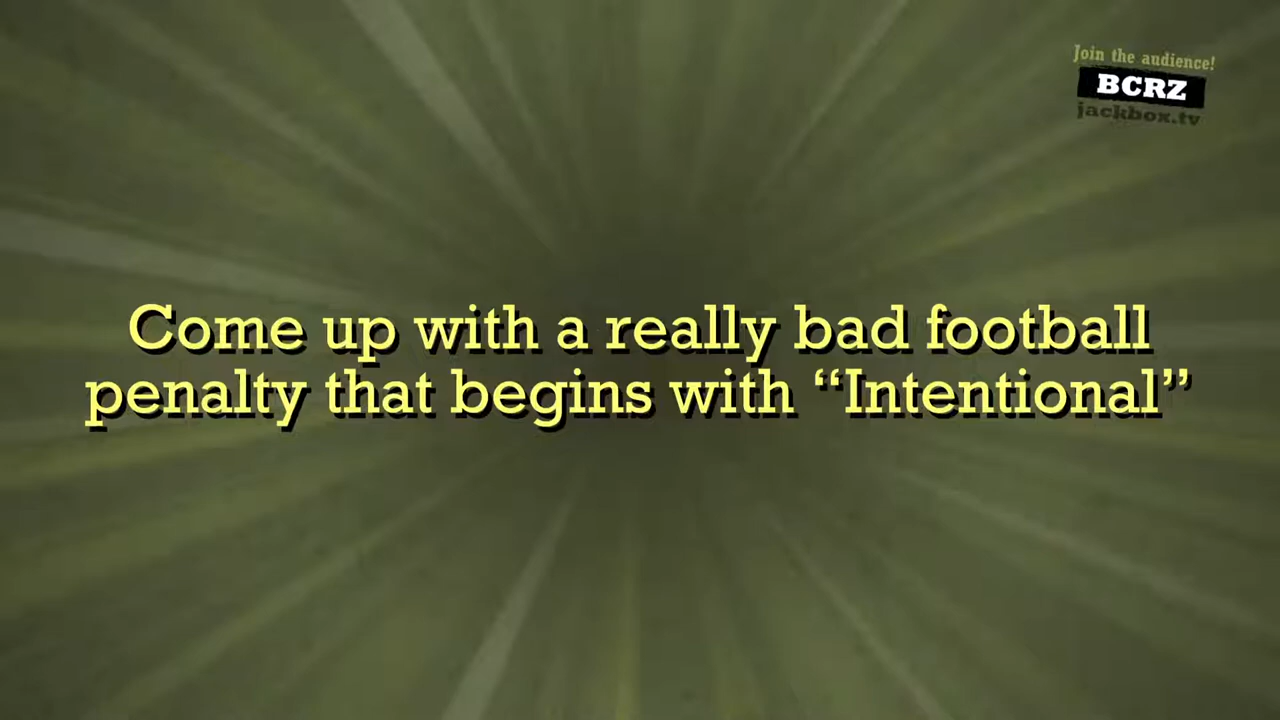 Join the audience!
BCRZ
jackbox.tv
Come up with a really bad football
penalty that begins with “Intentional”